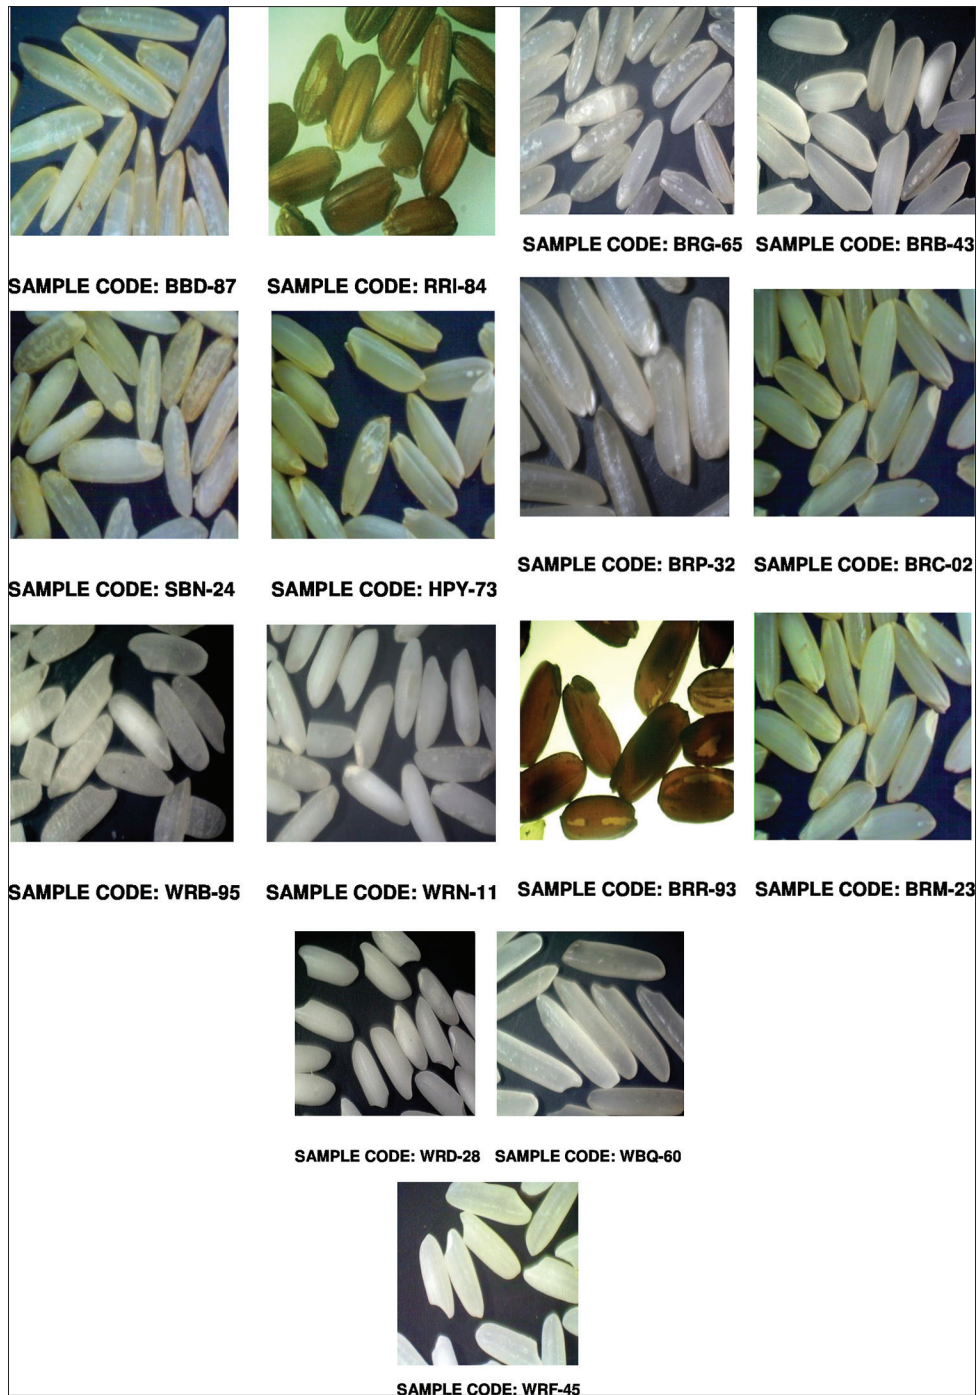 SAMPLE CODE: BRG-65
SAMPLE CODE: BRB-43
SAMPLE CODE: BBD-87
SAMPLE CODE: RRI-84
SAMPLE CODE: BRP-32
SAMPLE CODE: BRC-02
SAMPLE CODE: SBN-24
SAMPLE CODE: HPY-73
SAMPLE CODE: WRB-95
SAMPLE CODE: WRN-11
SAMPLE CODE: BRR-93
SAMPLE CODE: BRM-23
SAMPLE CODE: WRD-28
SAMPLE CODE: WBQ-60
SAMPLE CODE: WRF-45